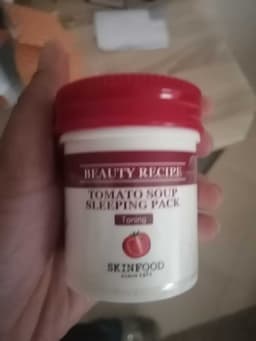 BEAUTY RECIPE
TOMATO SOUP
SLEEPING PACK
Toning
SKINFOOD